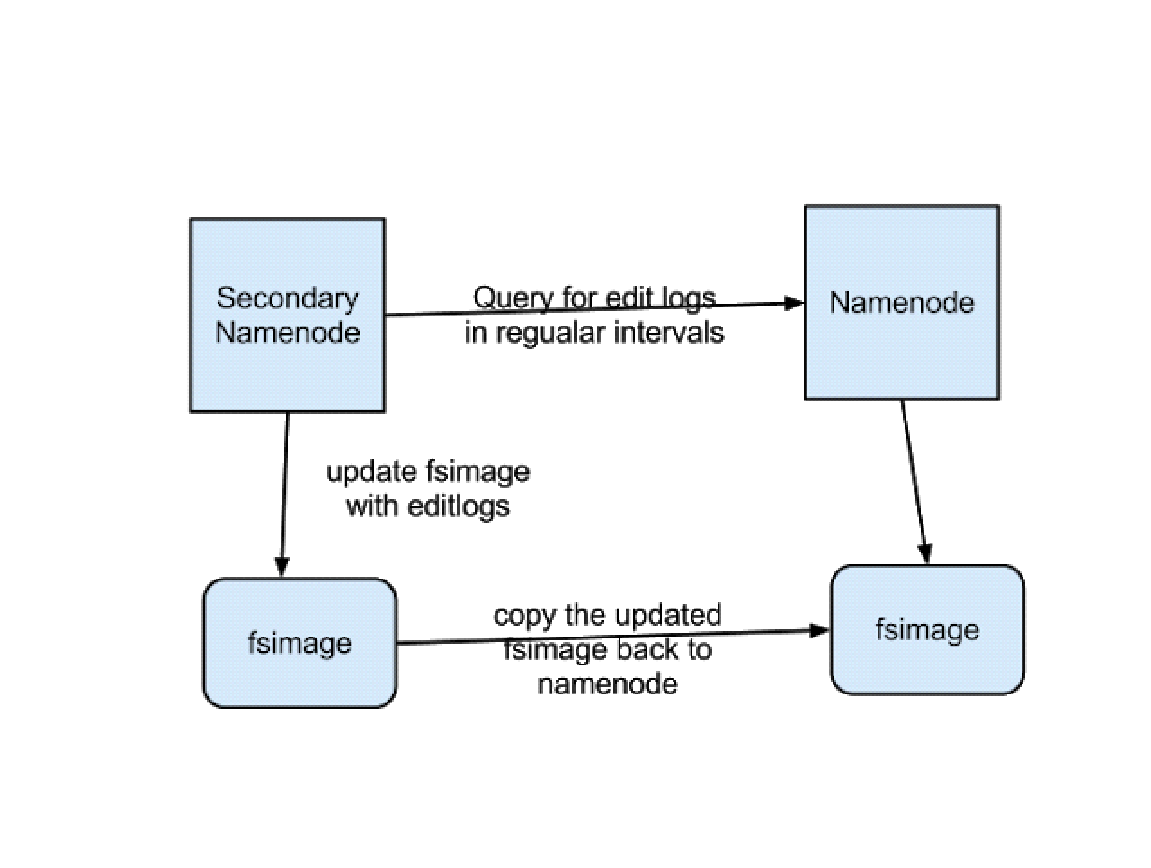 Secondary
Namenode
Query for edit logs
in regualar intervals
Namenode
update fsimage
with editlogs
fsimage
copy the updated
fsimage back to
namenode
fsimage